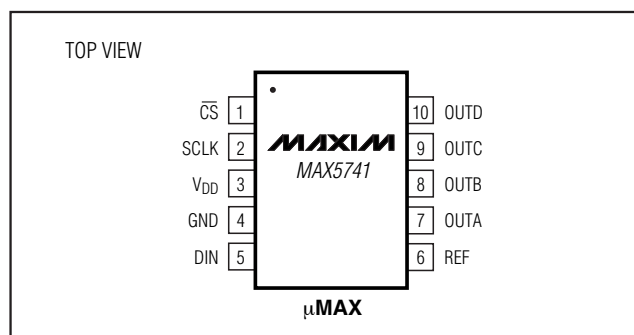 TOP VIEW
C̅S̅ 1
SCLK 2
VDD 3
GND 4
DIN 5
MAXIM
MAX5741
10 OUTD
9 OUTC
8 OUTB
7 OUTA
6 REF
µMAX